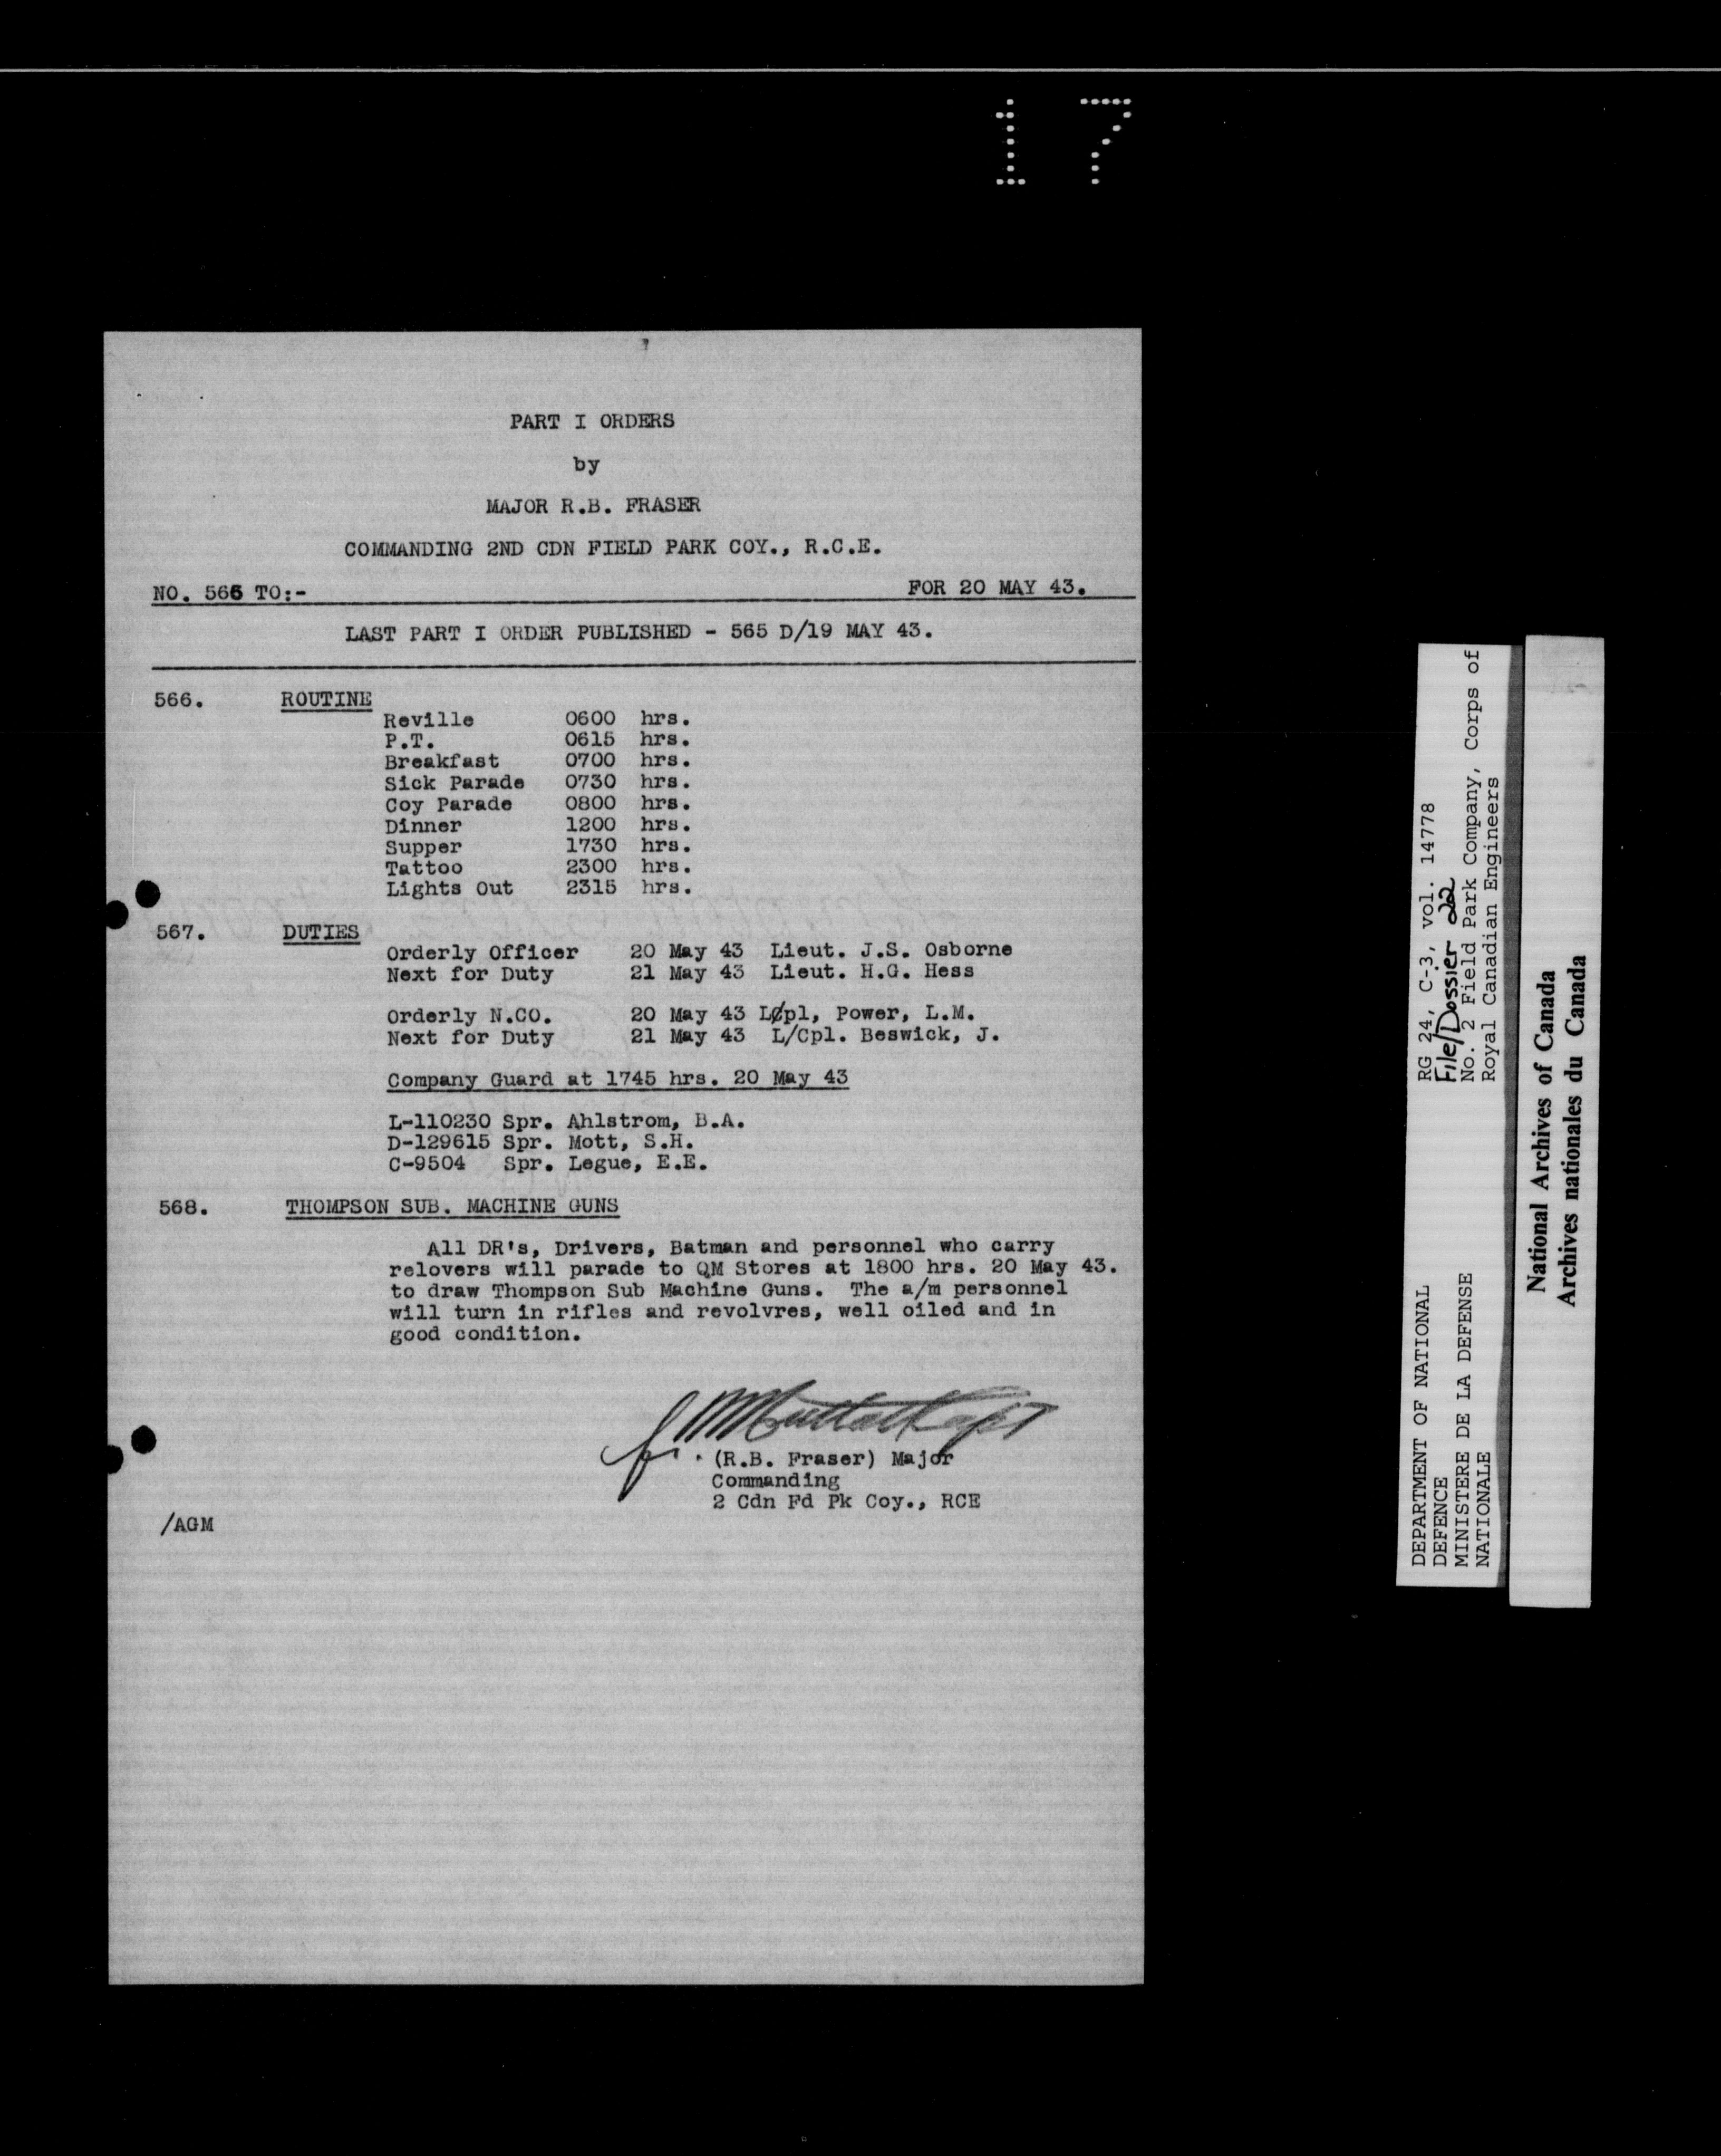 17
PART I ORDERS
by
MAJOR R.B. FRASER
COMMANDING 2ND CDN FIELD PARK COY., R.C.E.
NO. 566 TO:- FOR 20 MAY 43.
LAST PART I ORDER PUBLISHED - 565 D/19 MAY 43.
566. ROUTINE
Reville 0600 hrs.
P.T. 0615 hrs.
Breakfast 0700 hrs.
Sick Parade 0730 hrs.
Coy Parade 0800 hrs.
Dinner 1200 hrs.
Supper 1730 hrs.
Tattoo 2300 hrs.
Lights Out 2315 hrs.
567. DUTIES
Orderly Officer 20 May 43 Lieut. J.S. Osborne
Next for Duty 21 May 43 Lieut. H.G. Hess
Orderly N.CO. 20 May 43 L/Cpl, Power, L.M.
Next for Duty 21 May 43 L/Cpl. Beswick, J.
Company Guard at 1745 hrs. 20 May 43
L-110230 Spr. Ahlstrom, B.A.
D-129615 Spr. Mott, S.H.
C-9504 Spr. Legue, E.E.
568. THOMPSON SUB. MACHINE GUNS
All DR's, Drivers, Batman and personnel who carry
relovers will parade to QM Stores at 1800 hrs. 20 May 43.
to draw Thompson Sub Machine Guns. The a/m personnel
will turn in rifles and revolvres, well oiled and in
good condition.
(R.B. Fraser) Major
Commanding
2 Cdn Fd Pk Coy., RCE
/AGM
DEPARTMENT OF NATIONAL
DEFENCE
MINISTERE DE LA DEFENSE
NATIONALE
RG 24, C-3, vol. 14778
File/Dossier 22
No. 2 Field Park Company, Corps of
Royal Canadian Engineers
National Archives of Canada
Archives nationales du Canada